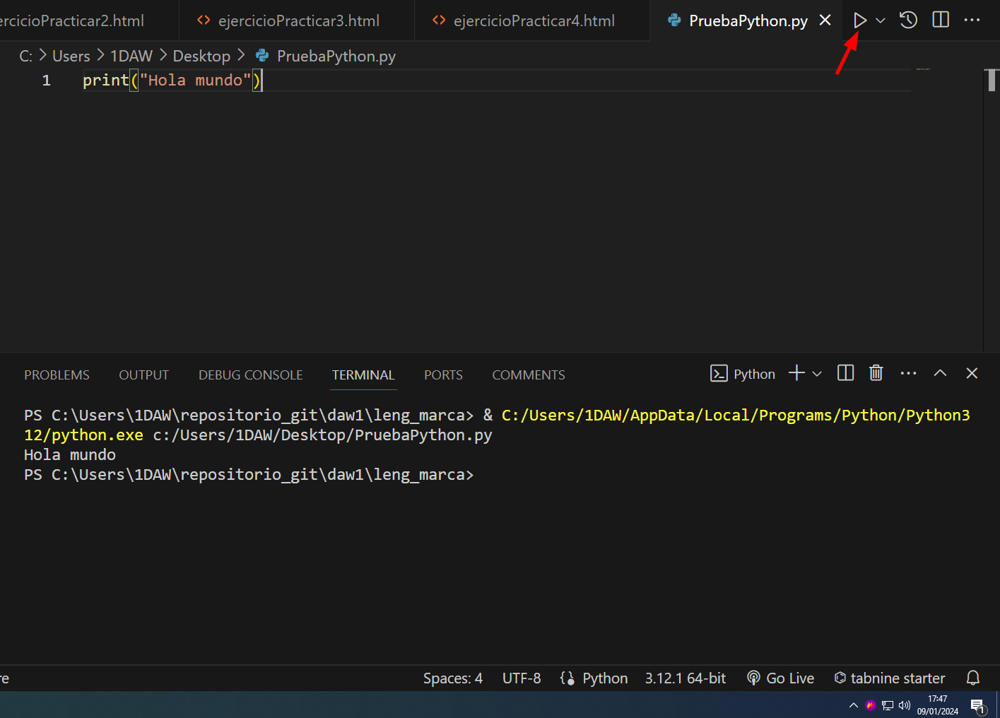 rcicioPracticar2.html <> ejercicioPracticar3.html <> ejercicioPracticar4.html PruebaPython.py
C: > Users > 1DAW > Desktop > PruebaPython.py
1 print("Hola mundo")
PROBLEMS OUTPUT DEBUG CONSOLE TERMINAL PORTS COMMENTS Python
PS C:\Users\1DAW\repositorio_git\daw1\leng_marca> & C:/Users/1DAW/AppData/Local/Programs/Python/Python3
12/python.exe c:/Users/1DAW/Desktop/PruebaPython.py
Hola mundo
PS C:\Users\1DAW\repositorio_git\daw1\leng_marca>
re Spaces: 4 UTF-8 Python 3.12.1 64-bit Go Live tabnine starter
17:47
09/01/2024 1